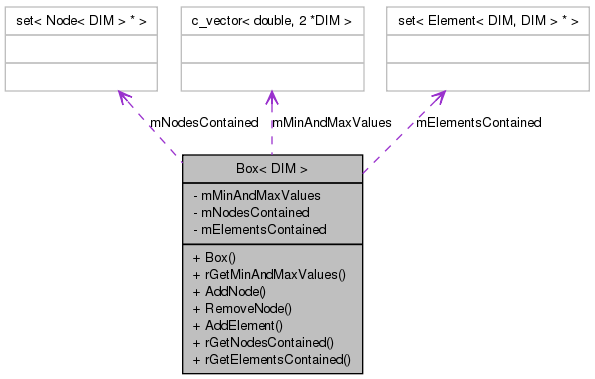 set< Node< DIM > * >
c_vector< double, 2 *DIM >
set< Element< DIM, DIM > * >
mNodesContained
mMinAndMaxValues
mElementsContained
Box< DIM >
- mMinAndMaxValues
- mNodesContained
- mElementsContained
+ Box()
+ rGetMinAndMaxValues()
+ AddNode()
+ RemoveNode()
+ AddElement()
+ rGetNodesContained()
+ rGetElementsContained()